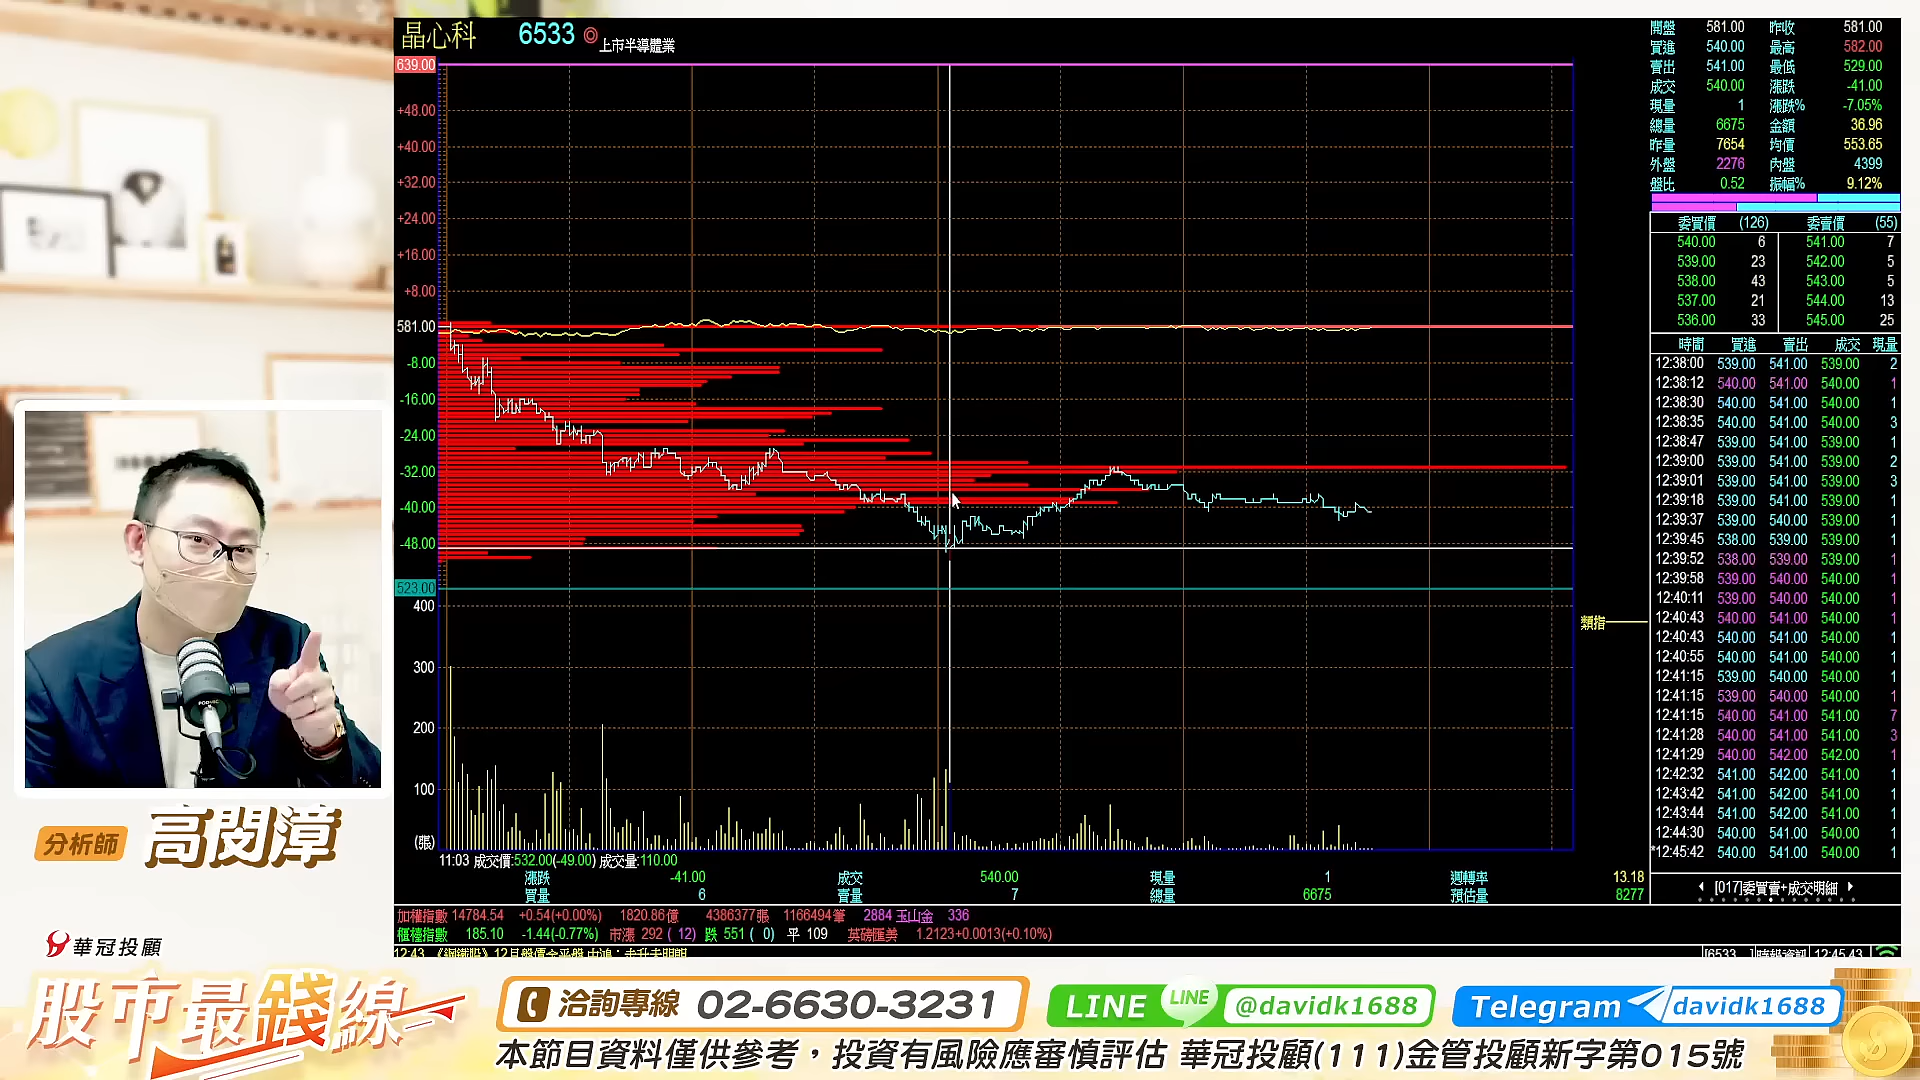 晶心科 6533 ◎ 上市半導體業
639.00
+48.00
+40.00
+32.00
+24.00
+16.00
+8.00
581.00
-8.00
-16.00
-24.00
-32.00
-40.00
-48.00
523.00
400
300
200
100
(張)
11:03 成交價:532.00(-49.00) 成交量:110.00
漲跌 -41.00 成交 540.00 現量 1 週轉率 13.18
買量 6 賣量 7 總量 6675 預估量 8277
類指
開盤 581.00 昨收 581.00
買進 540.00 最高 582.00
賣出 541.00 最低 529.00
成交 540.00 漲跌 -41.00
現量 1 漲跌% -7.05%
總量 6675 金額 36.96
昨量 7654 均價 553.65
外盤 2276 內盤 4399
盤比 0.52 振幅% 9.12%
委買價 (126) 委賣價 (55)
540.00 6 541.00 7
539.00 23 542.00 5
538.00 43 543.00 5
537.00 21 544.00 13
536.00 33 545.00 25
時間 買進 賣出 成交 現量
12:38:00 539.00 541.00 539.00 2
12:38:12 540.00 541.00 540.00 1
12:38:30 540.00 541.00 540.00 1
12:38:35 540.00 541.00 540.00 3
12:38:47 539.00 541.00 539.00 1
12:39:00 539.00 541.00 539.00 2
12:39:01 539.00 541.00 539.00 3
12:39:18 539.00 541.00 539.00 1
12:39:37 539.00 540.00 539.00 1
12:39:45 538.00 539.00 539.00 1
12:39:52 538.00 539.00 539.00 1
12:39:58 539.00 540.00 540.00 1
12:40:11 539.00 540.00 540.00 1
12:40:43 540.00 541.00 540.00 1
12:40:43 540.00 541.00 540.00 1
12:40:55 540.00 541.00 540.00 1
12:41:15 539.00 540.00 540.00 1
12:41:15 539.00 540.00 540.00 1
12:41:15 540.00 541.00 541.00 7
12:41:28 540.00 541.00 541.00 3
12:41:29 540.00 542.00 542.00 1
12:42:32 541.00 542.00 541.00 1
12:43:42 541.00 542.00 541.00 1
12:43:44 541.00 542.00 541.00 1
12:44:30 540.00 541.00 540.00 1
*12:45:42 540.00 541.00 540.00 1
[017]委買賣+成交明細
加權指數 14784.54 +0.54(+0.00%) 1820.86億 4386377張 1166494筆 2884 玉山金 336
櫃檯指數 185.10 -1.44(-0.77%) 市漲 292 ( 12) 跌 551 ( 0) 平 109 英磅匯美 1.2123+0.0013(+0.10%)
12:45:43
分析師 高閔漳
華冠投顧
股市最錢線
洽詢專線 02-6630-3231
LINE LINE @davidk1688
Telegram davidk1688
本節目資料僅供參考，投資有風險應審慎評估 華冠投顧(111)金管投顧新字第015號